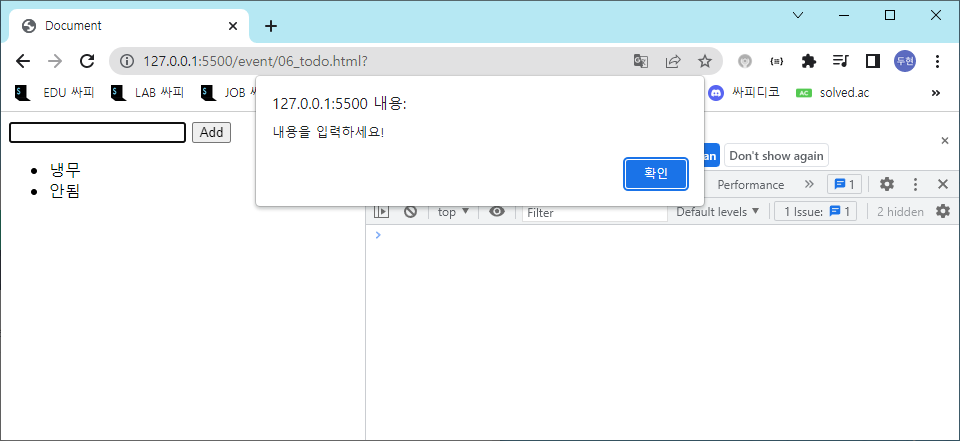 Document
127.0.0.1:5500/event/06_todo.html?
두현
EDU 싸피
LAB 싸피
JOB 싸피
싸피디코
AC solved.ac
127.0.0.1:5500 내용:
내용을 입력하세요!
확인
Add
냉무
안됨
an
Don't show again
Performance
1
top
Filter
Default levels
1 Issue: 1
2 hidden